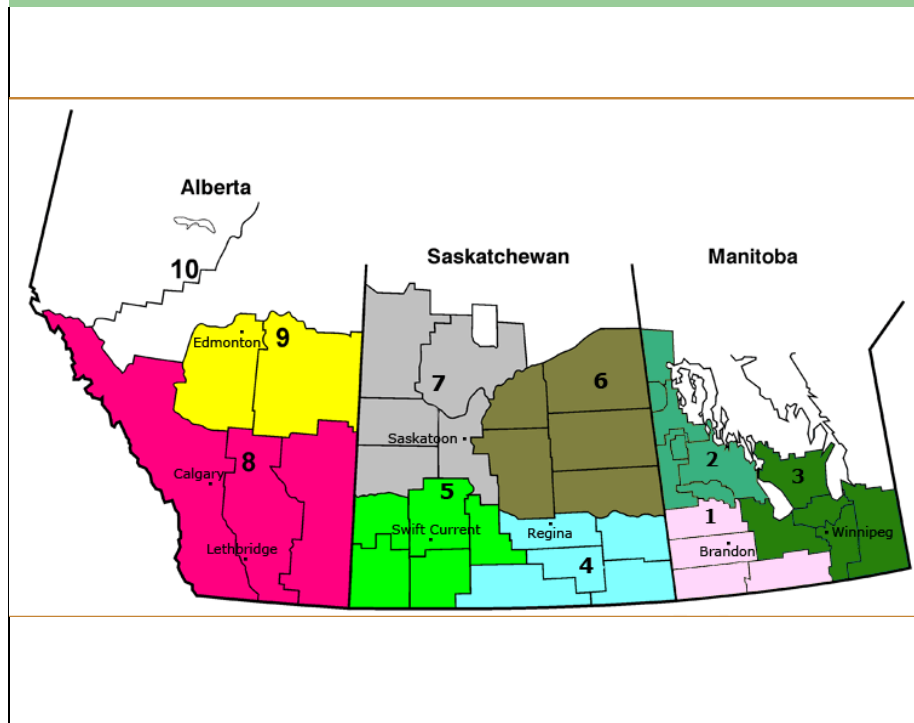 Alberta
10
Saskatchewan
Manitoba
Edmonton
9
7
6
Saskatoon
2
8
Calgary
3
5
1
Swift Current
Regina
Winnipeg
Lethbridge
Brandon
4